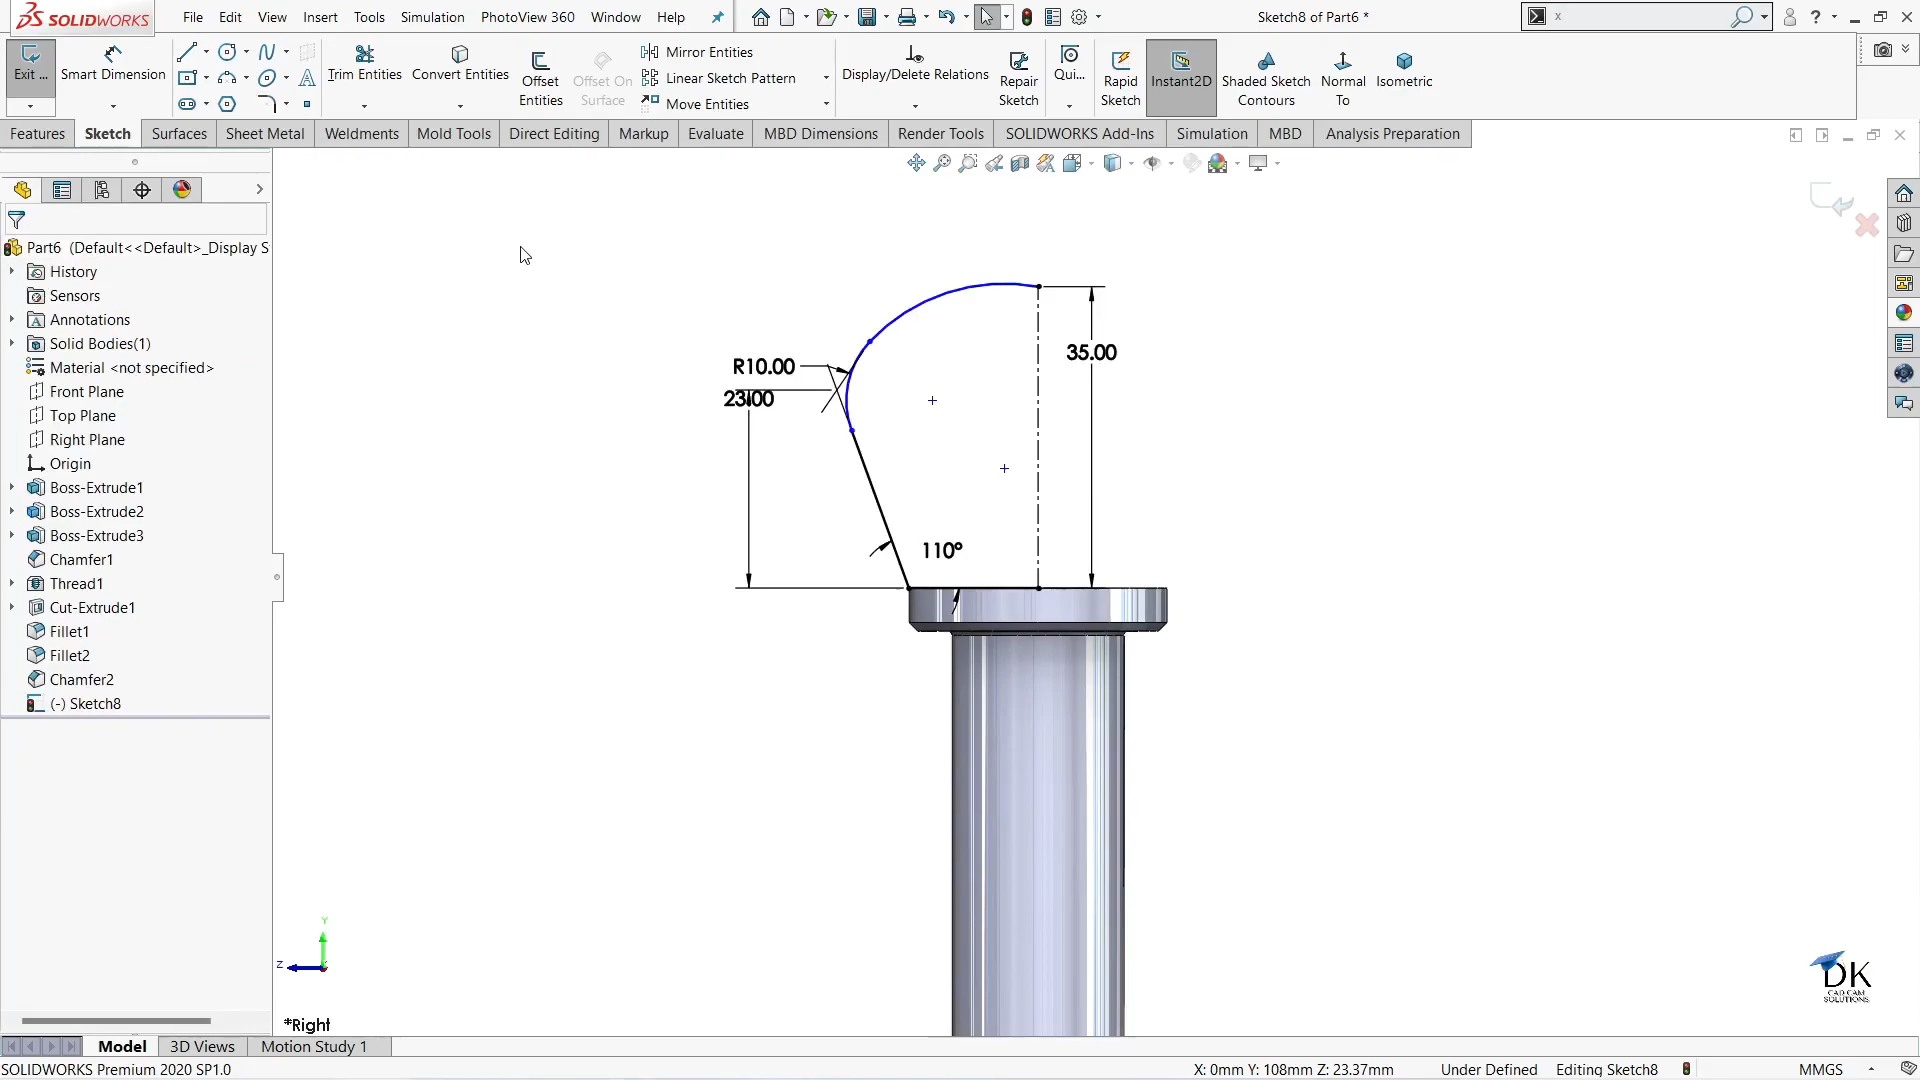 SOLIDWORKS File Edit View Insert Tools Simulation PhotoView 360 Window Help Sketch8 of Part6 * x ?
Exit ... Smart Dimension Trim Entities Convert Entities Offset Entities Offset On Surface Mirror Entities Linear Sketch Pattern Move Entities Display/Delete Relations Repair Sketch Qui... Rapid Sketch Instant2D Shaded Sketch Contours Normal To Isometric
Features Sketch Surfaces Sheet Metal Weldments Mold Tools Direct Editing Markup Evaluate MBD Dimensions Render Tools SOLIDWORKS Add-Ins Simulation MBD Analysis Preparation
Part6 (Default<<Default>_Display S
History
Sensors
Annotations
Solid Bodies(1)
Material <not specified>
Front Plane
Top Plane
Right Plane
Origin
Boss-Extrude1
Boss-Extrude2
Boss-Extrude3
Chamfer1
Thread1
Cut-Extrude1
Fillet1
Fillet2
Chamfer2
(-) Sketch8
35.00
R10.00
23.00
110°
Y
Z
*Right
DK
CAD CAM
SOLUTIONS
Model 3D Views Motion Study 1
SOLIDWORKS Premium 2020 SP1.0 X: 0mm Y: 108mm Z: 23.37mm Under Defined Editing Sketch8 MMGS